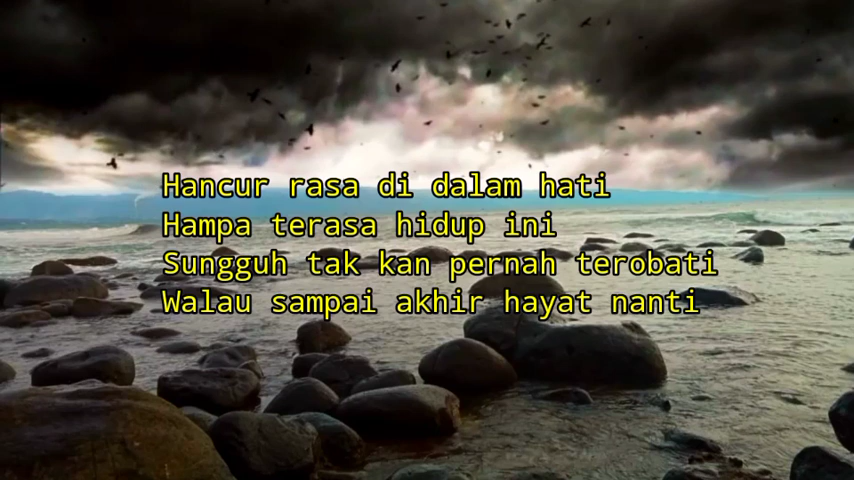 Hancur rasa di dalam hati
Hampa terasa hidup ini
Sungguh tak kan pernah terobati
Walau sampai akhir hayat nanti